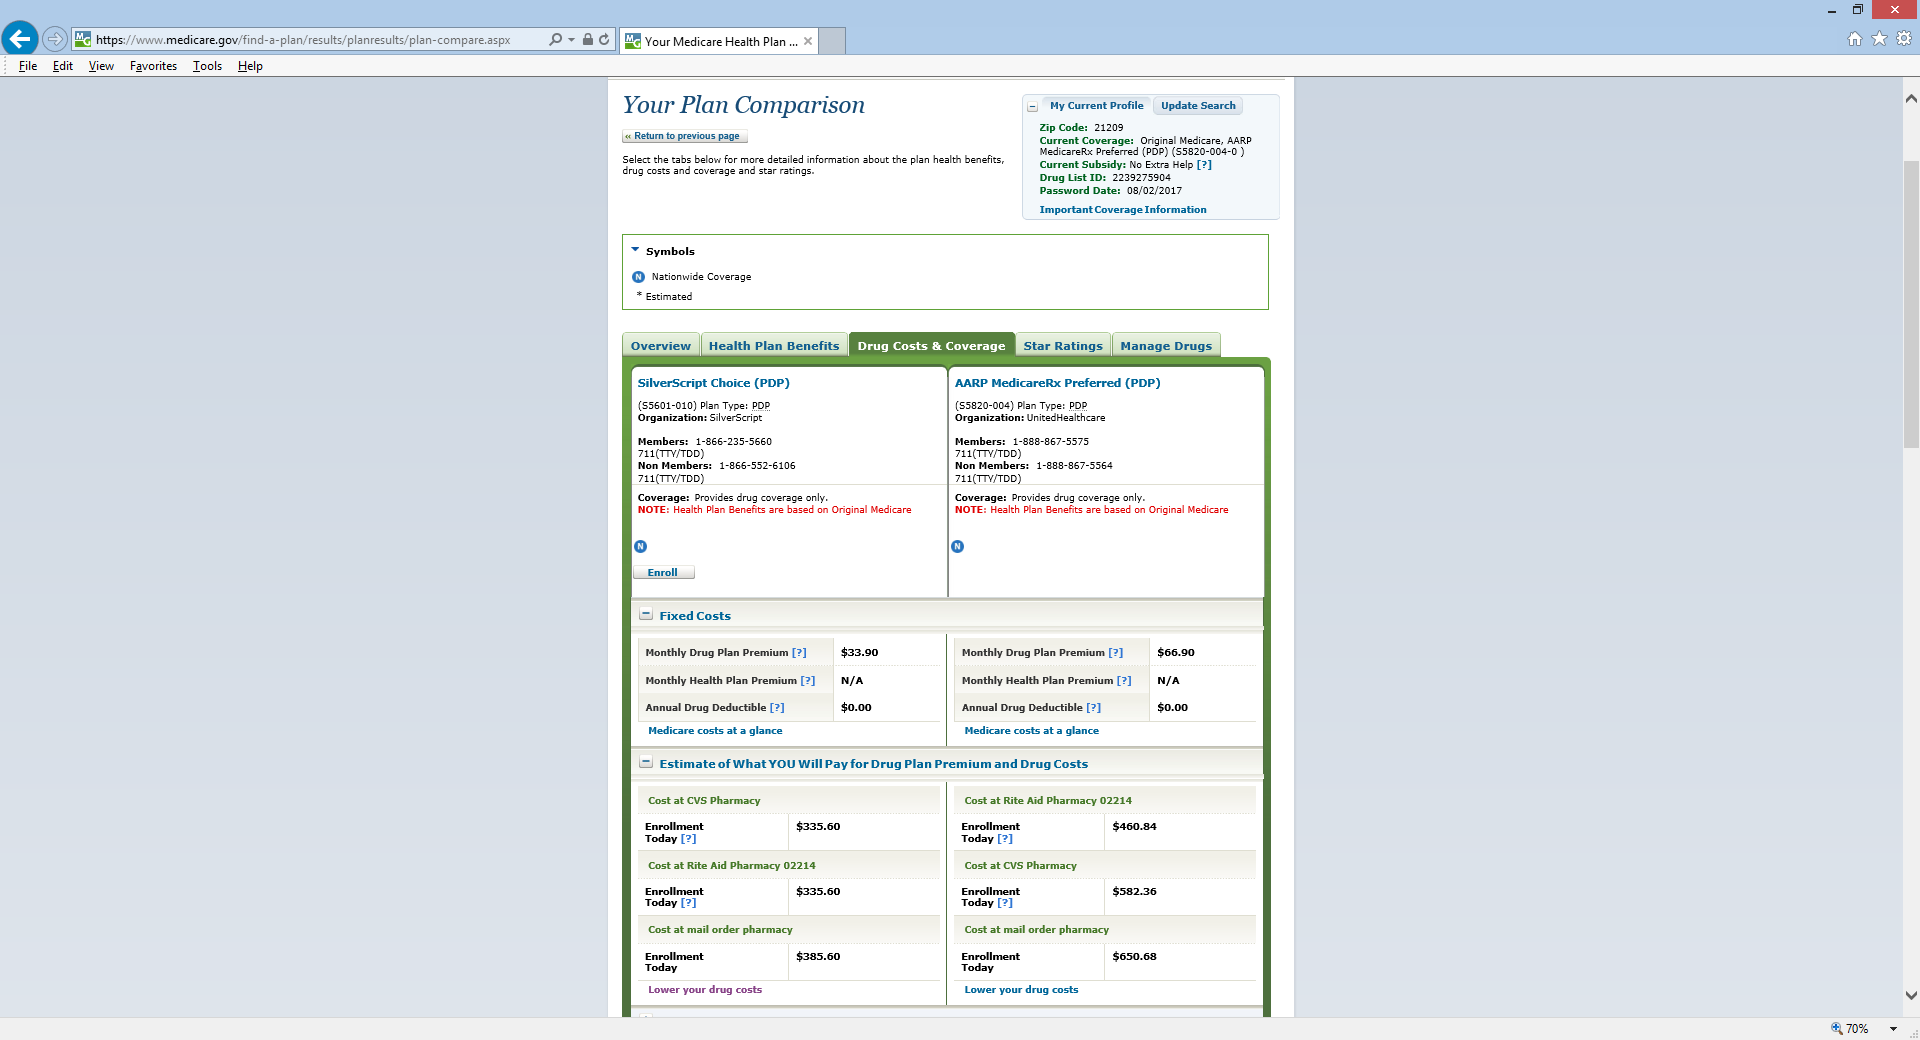 https://www.medicare.gov/find-a-plan/results/planresults/plan-compare.aspx
Your Medicare Health Plan ...
File Edit View Favorites Tools Help
Your Plan Comparison
« Return to previous page
Select the tabs below for more detailed information about the plan health benefits,
drug costs and coverage and star ratings.
My Current Profile Update Search
Zip Code: 21209
Current Coverage: Original Medicare, AARP
MedicareRx Preferred (PDP) (S5820-004-0 )
Current Subsidy: No Extra Help [?]
Drug List ID: 2239275904
Password Date: 08/02/2017
Important Coverage Information
Symbols
N Nationwide Coverage
* Estimated
Overview Health Plan Benefits Drug Costs & Coverage Star Ratings Manage Drugs
SilverScript Choice (PDP)
(S5601-010) Plan Type: PDP
Organization: SilverScript
Members: 1-866-235-5660
711(TTY/TDD)
Non Members: 1-866-552-6106
711(TTY/TDD)
Coverage: Provides drug coverage only.
NOTE: Health Plan Benefits are based on Original Medicare
N
Enroll
AARP MedicareRx Preferred (PDP)
(S5820-004) Plan Type: PDP
Organization: UnitedHealthcare
Members: 1-888-867-5575
711(TTY/TDD)
Non Members: 1-888-867-5564
711(TTY/TDD)
Coverage: Provides drug coverage only.
NOTE: Health Plan Benefits are based on Original Medicare
N
Fixed Costs
Monthly Drug Plan Premium [?] $33.90
Monthly Health Plan Premium [?] N/A
Annual Drug Deductible [?] $0.00
Medicare costs at a glance
Monthly Drug Plan Premium [?] $66.90
Monthly Health Plan Premium [?] N/A
Annual Drug Deductible [?] $0.00
Medicare costs at a glance
Estimate of What YOU Will Pay for Drug Plan Premium and Drug Costs
Cost at CVS Pharmacy
Enrollment
Today [?] $335.60
Cost at Rite Aid Pharmacy 02214
Enrollment
Today [?] $335.60
Cost at mail order pharmacy
Enrollment
Today $385.60
Lower your drug costs
Cost at Rite Aid Pharmacy 02214
Enrollment
Today [?] $460.84
Cost at CVS Pharmacy
Enrollment
Today [?] $582.36
Cost at mail order pharmacy
Enrollment
Today $650.68
Lower your drug costs
70%